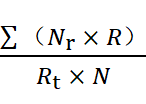 ∑ （Nr × R）
Rt × N